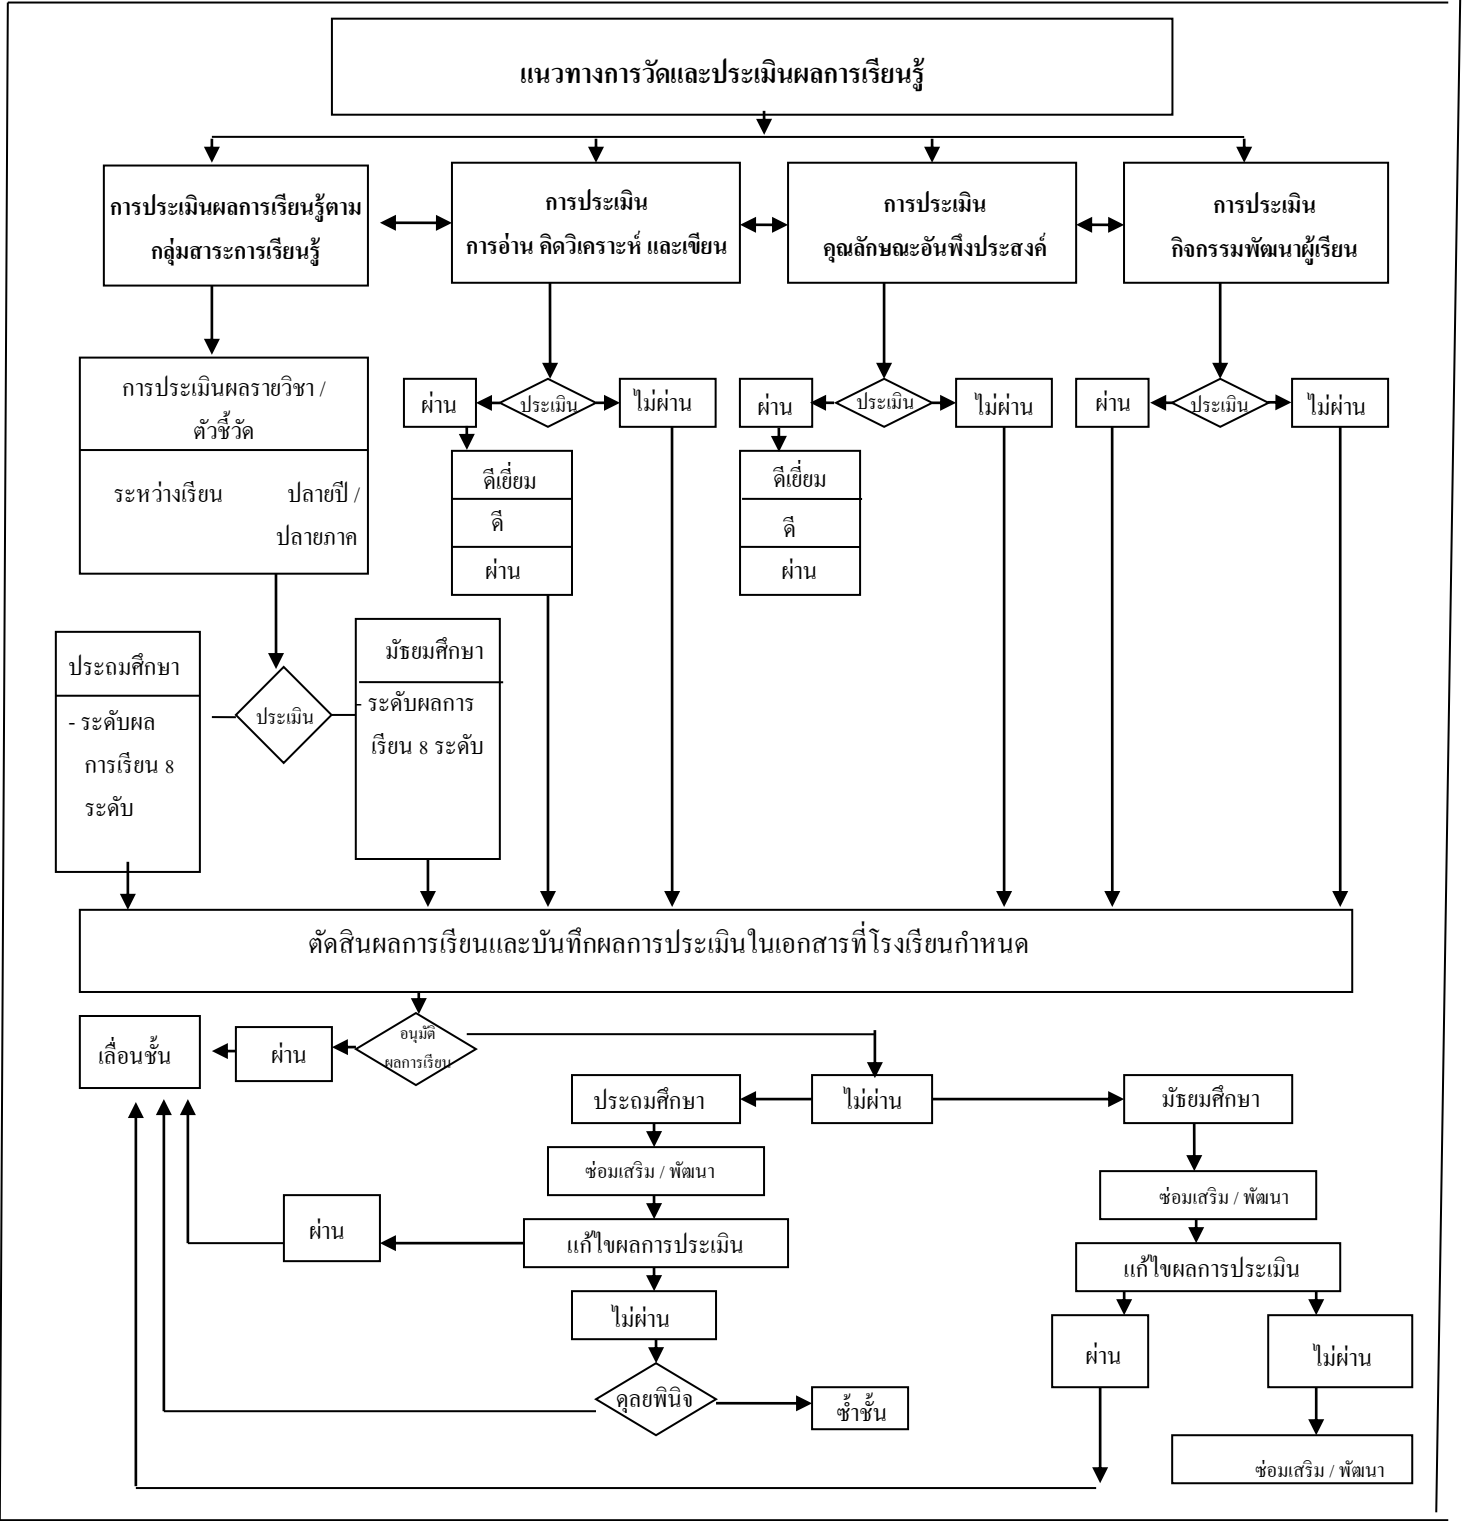 แนวทางการวัดและประเมินผลการเรียนรู้
การประเมินผลการเรียนรู้ตาม
กลุ่มสาระการเรียนรู้
การประเมิน
การอ่าน คิดวิเคราะห์ และเขียน
การประเมิน
คุณลักษณะอันพึงประสงค์
การประเมิน
กิจกรรมพัฒนาผู้เรียน
การประเมินผลรายวิชา /
ตัวชี้วัด
ระหว่างเรียน ปลายปี /
ปลายภาค
ผ่าน
ประเมิน
ไม่ผ่าน
ดีเยี่ยม
ดี
ผ่าน
ผ่าน
ประเมิน
ไม่ผ่าน
ดีเยี่ยม
ดี
ผ่าน
ผ่าน
ประเมิน
ไม่ผ่าน
ประถมศึกษา
- ระดับผล
การเรียน 8
ระดับ
ประเมิน
มัธยมศึกษา
- ระดับผลการ
เรียน 8 ระดับ
ตัดสินผลการเรียนและบันทึกผลการประเมินในเอกสารที่โรงเรียนกำหนด
เลื่อนชั้น
ผ่าน
อนุมัติ
ผลการเรียน
ประถมศึกษา
ไม่ผ่าน
มัธยมศึกษา
ซ่อมเสริม / พัฒนา
ซ่อมเสริม / พัฒนา
ผ่าน
แก้ไขผลการประเมิน
แก้ไขผลการประเมิน
ไม่ผ่าน
ผ่าน
ไม่ผ่าน
ดุลยพินิจ
ซ้ำชั้น
ซ่อมเสริม / พัฒนา